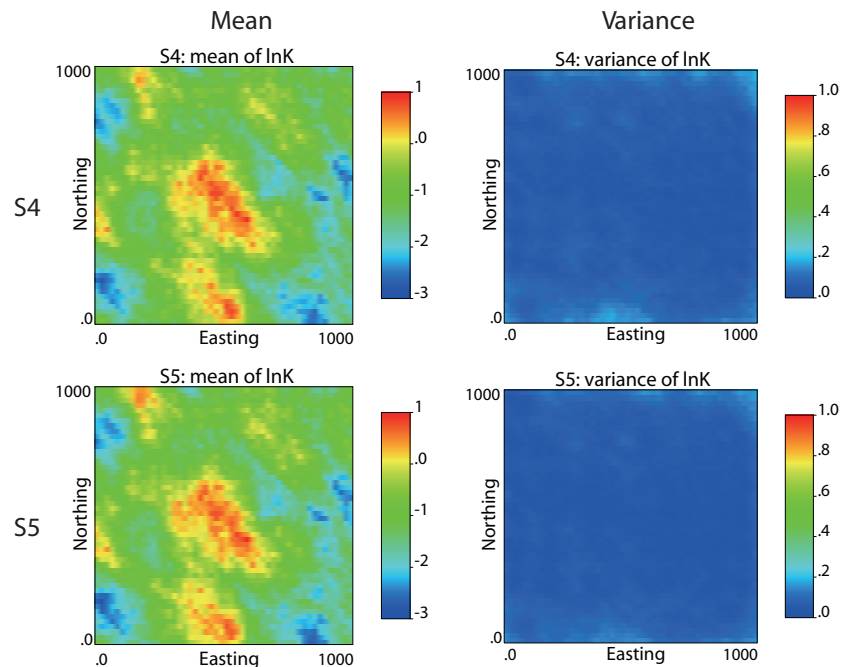 Mean
Variance
S4
S4: mean of lnK
1000
Northing
.0
.0
Easting
1000
1
.0
-1
-2
-3
S4: variance of lnK
1000
Northing
.0
.0
Easting
1000
1.0
.8
.6
.4
.2
.0
S5
S5: mean of lnK
1000
Northing
.0
.0
Easting
1000
1
.0
-1
-2
-3
S5: variance of lnK
1000
Northing
.0
.0
Easting
1000
1.0
.8
.6
.4
.2
.0